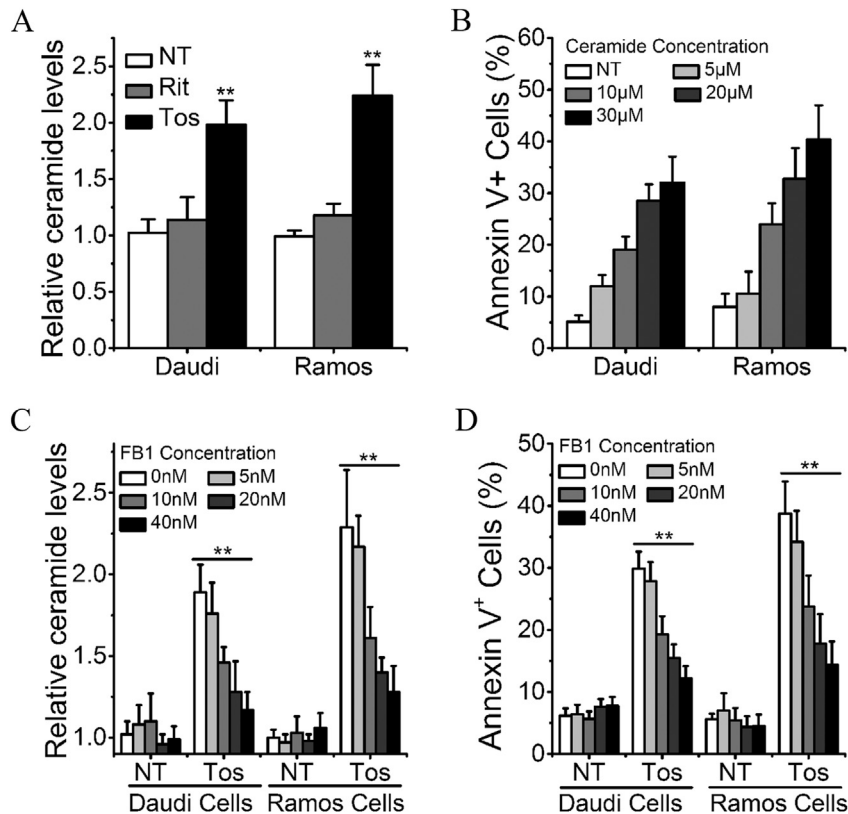 A
Relative ceramide levels
2.5
2.0
1.5
1.0
0.5
0.0
NT
Rit
Tos
**
**
Daudi
Ramos
B
Annexin V+ Cells (%)
60
50
40
30
20
10
0
Ceramide Concentration
NT
5μM
10μM
20μM
30μM
Daudi
Ramos
C
Relative ceramide levels
2.5
2.0
1.5
1.0
FB1 Concentration
0nM
5nM
10nM
20nM
40nM
**
**
NT
Tos
NT
Tos
Daudi Cells
Ramos Cells
D
Annexin V⁺ Cells (%)
50
40
30
20
10
0
FB1 Concentration
0nM
5nM
10nM
20nM
40nM
**
**
NT
Tos
NT
Tos
Daudi Cells
Ramos Cells